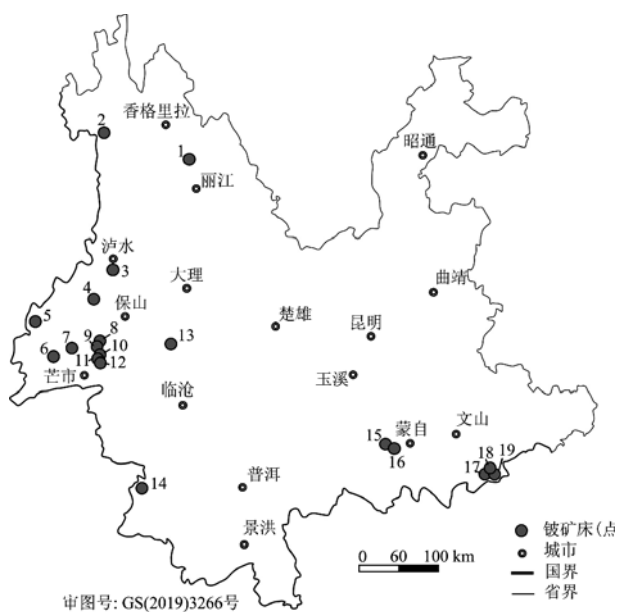 香格里拉
2
昭通
1
丽江
泸水
3
大理
曲靖
4
保山
5
楚雄
昆明
8
9
7
10
13
6
11
12
芒市
玉溪
临沧
文山
15
蒙自
16
18
19
17
14
普洱
铍矿床(点
城市
景洪
0 60 100 km
国界
省界
审图号: GS(2019)3266号